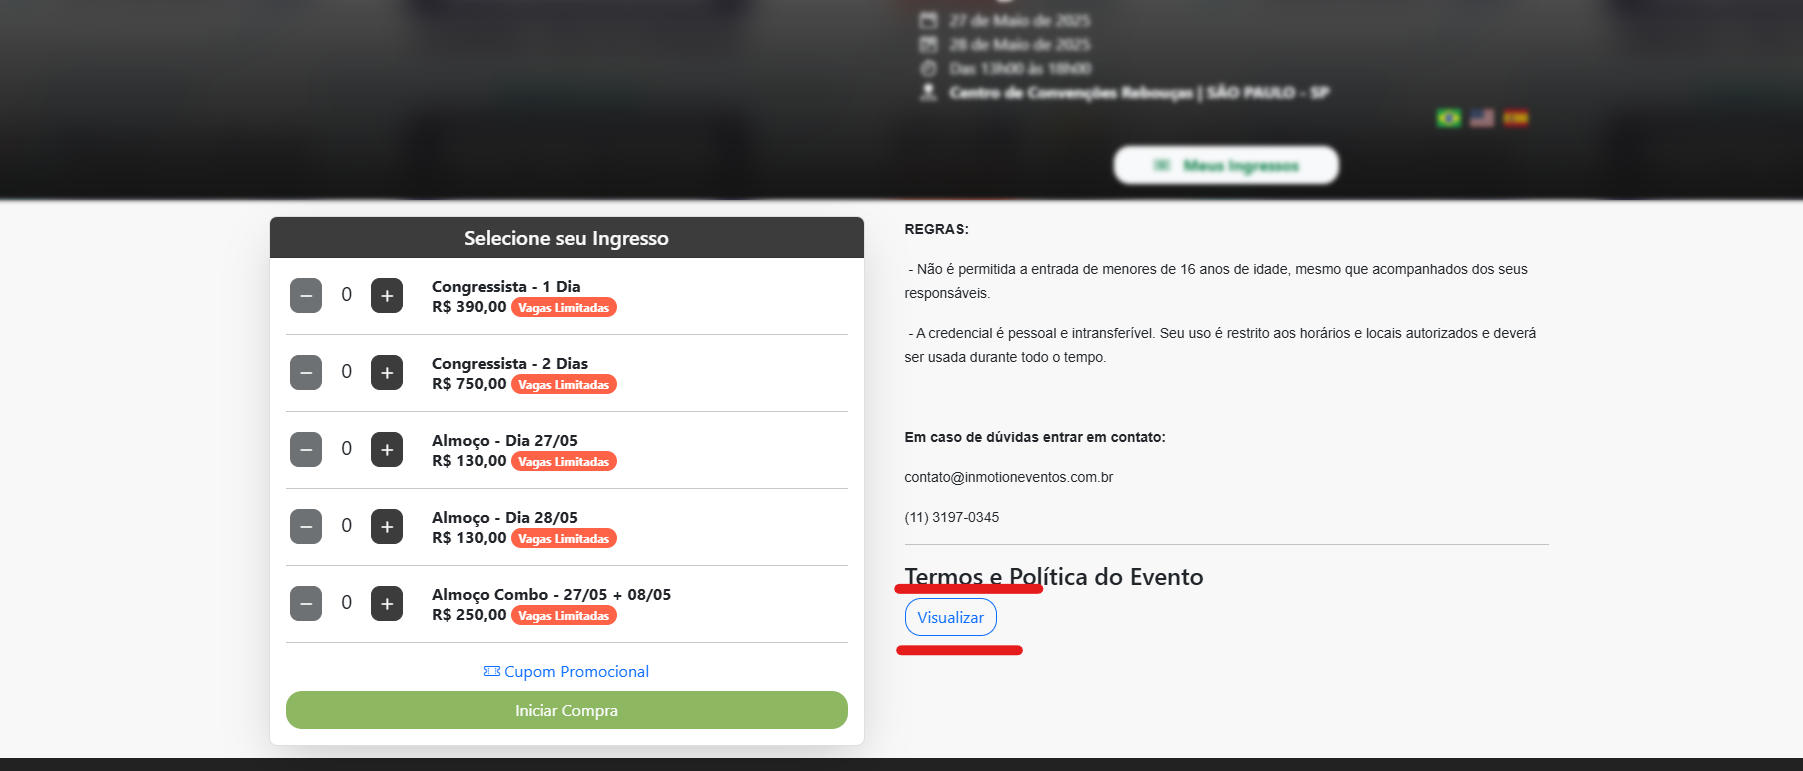 27 de Maio de 2025
28 de Maio de 2025
Das 13h00 às 18h00
Centro de Convenções Rebouças | SÃO PAULO - SP
Meus Ingressos
Selecione seu Ingresso
0
Congressista - 1 Dia
R$ 390,00 Vagas Limitadas
0
Congressista - 2 Dias
R$ 750,00 Vagas Limitadas
0
Almoço - Dia 27/05
R$ 130,00 Vagas Limitadas
0
Almoço - Dia 28/05
R$ 130,00 Vagas Limitadas
0
Almoço Combo - 27/05 + 08/05
R$ 250,00 Vagas Limitadas
Cupom Promocional
Iniciar Compra
REGRAS:
- Não é permitida a entrada de menores de 16 anos de idade, mesmo que acompanhados dos seus
responsáveis.
- A credencial é pessoal e intransferível. Seu uso é restrito aos horários e locais autorizados e deverá
ser usada durante todo o tempo.
Em caso de dúvidas entrar em contato:
contato@inmotioneventos.com.br
(11) 3197-0345
Termos e Política do Evento
Visualizar